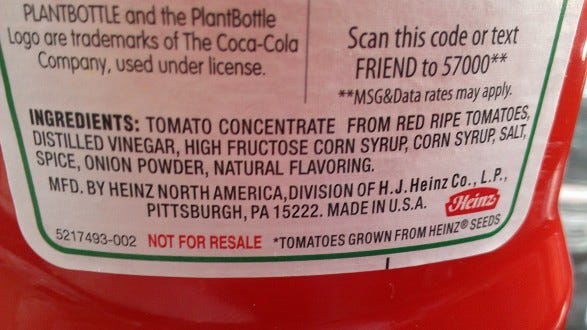 PLANTBOTTLE and the PlantBottle
Logo are trademarks of The Coca-Cola
Company, used under license.
Scan this code or text
FRIEND to 57000**
**MSG&Data rates may apply.
INGREDIENTS: TOMATO CONCENTRATE FROM RED RIPE TOMATOES,
DISTILLED VINEGAR, HIGH FRUCTOSE CORN SYRUP, CORN SYRUP, SALT,
SPICE, ONION POWDER, NATURAL FLAVORING.
MFD. BY HEINZ NORTH AMERICA, DIVISION OF H.J. Heinz Co., L.P.,
PITTSBURGH, PA 15222. MADE IN U.S.A. Heinz
5217493-002 NOT FOR RESALE *TOMATOES GROWN FROM HEINZ® SEEDS